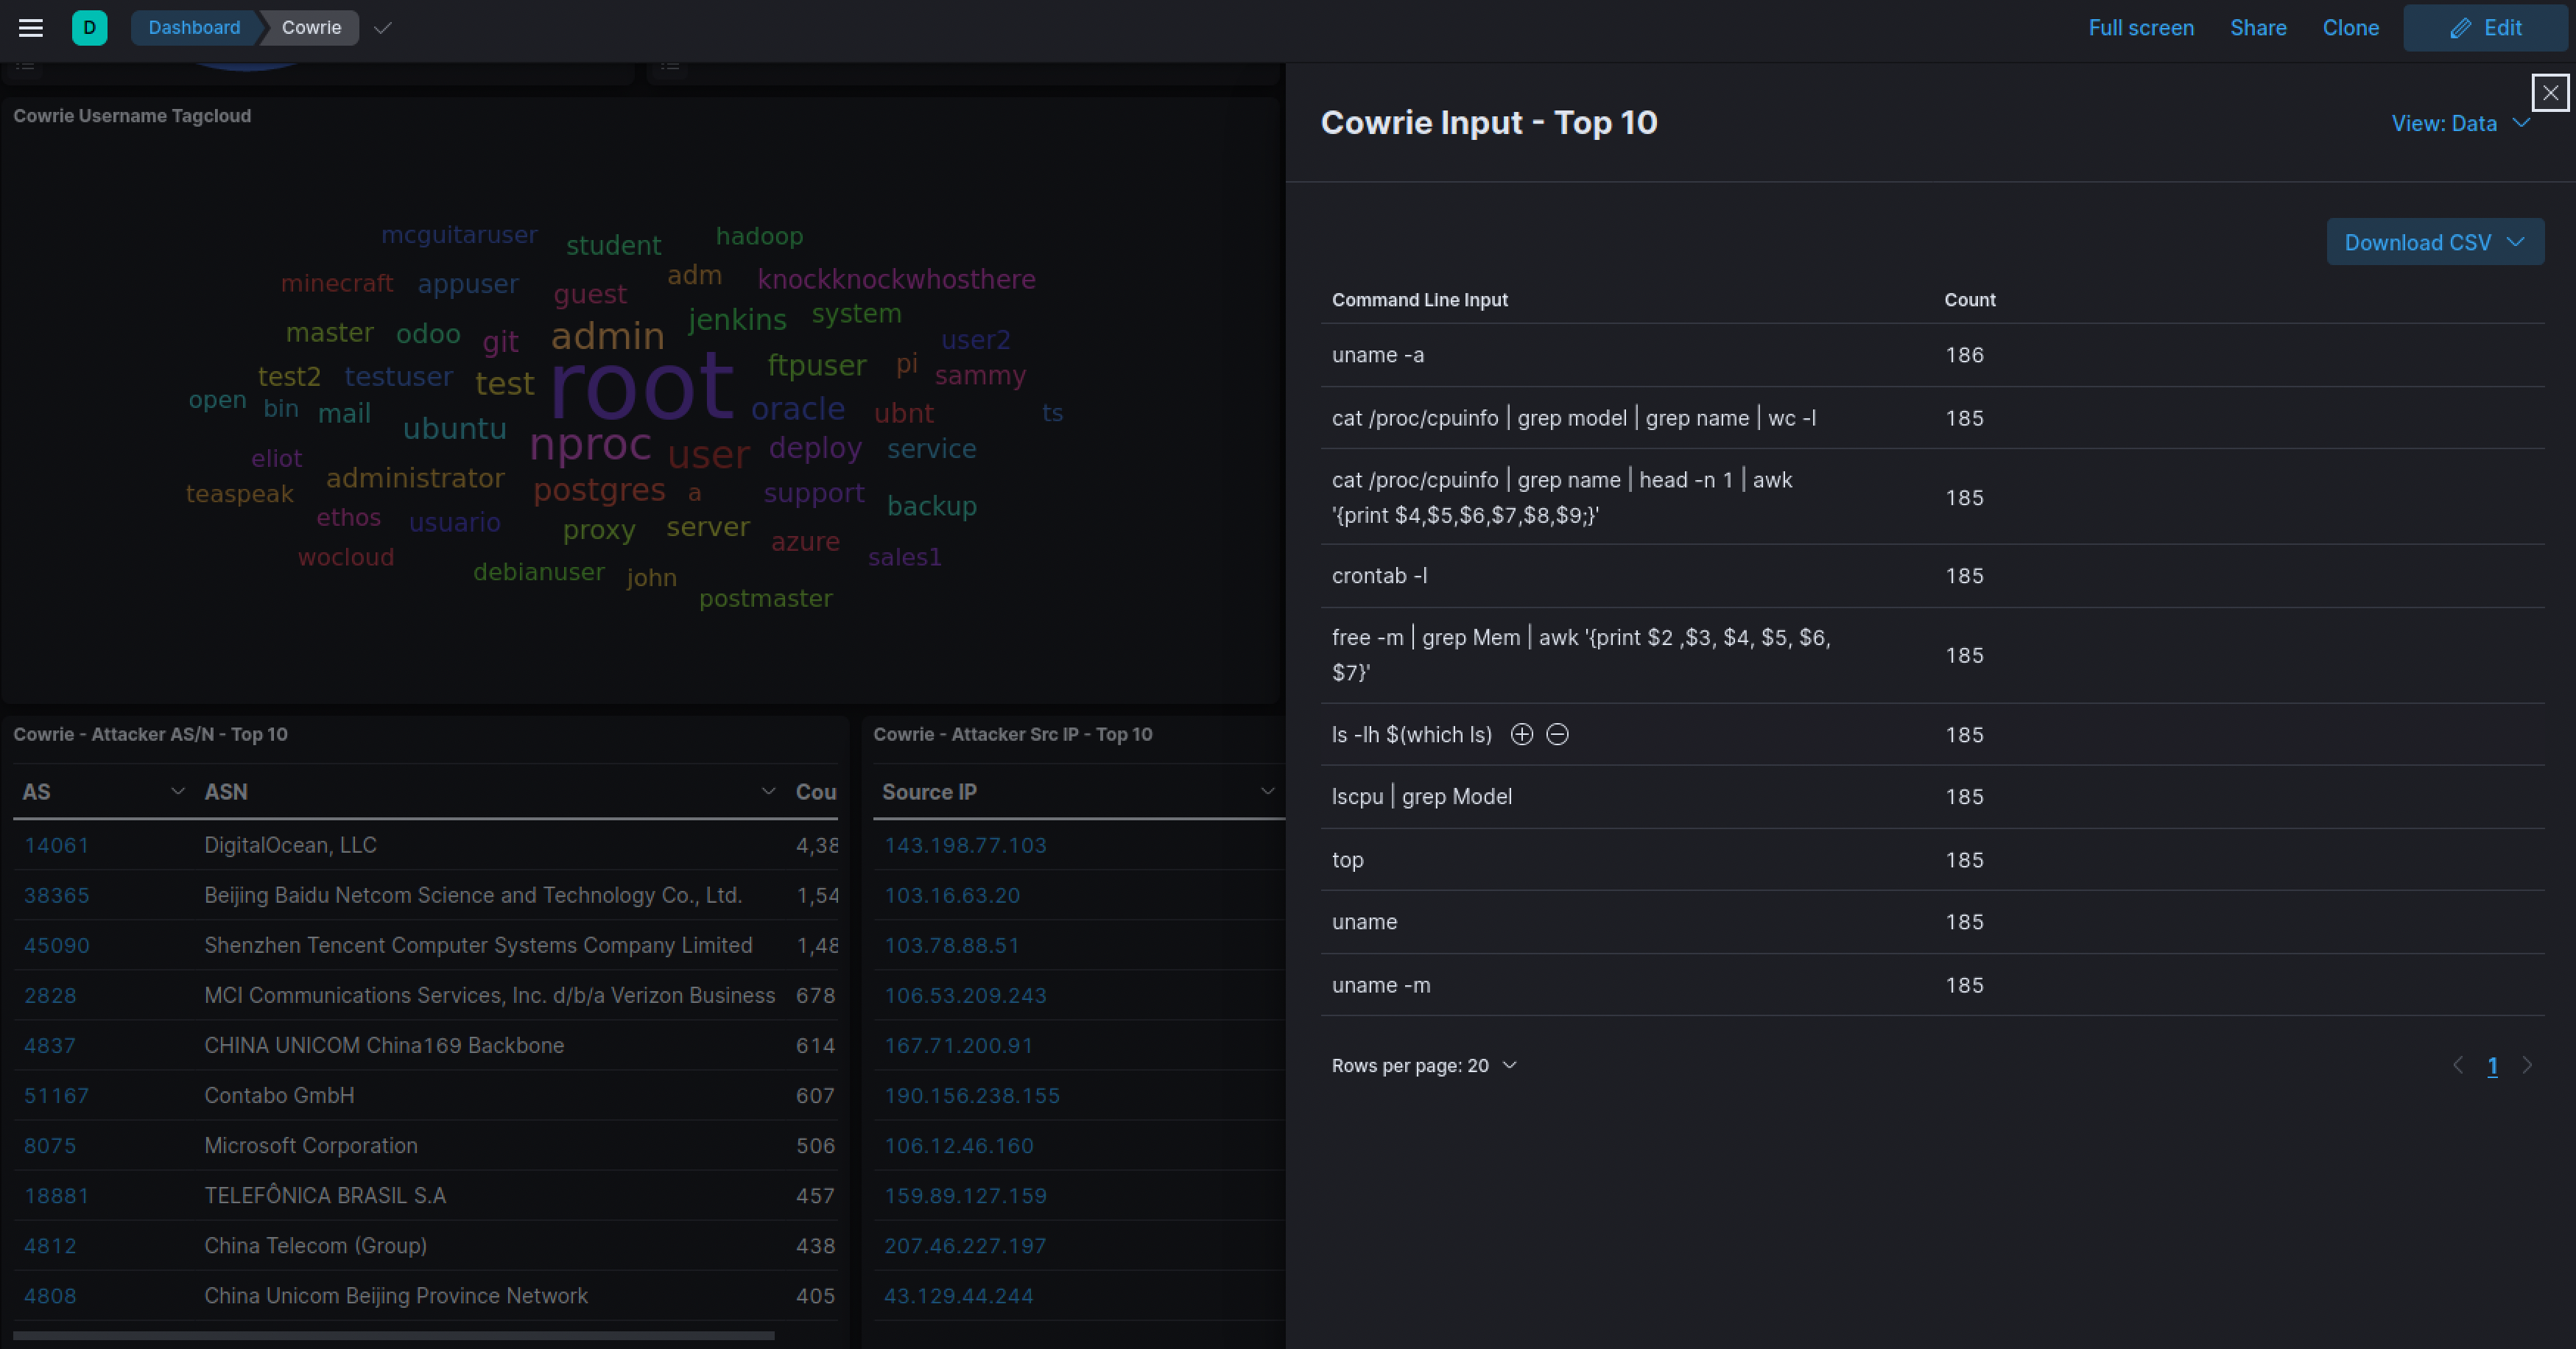 D
Dashboard
Cowrie
Full screen
Share
Clone
Edit
Cowrie Username Tagcloud
mcguitaruser
student
hadoop
minecraft
appuser
guest
adm
knockknockwhosthere
master
odoo
git
admin
jenkins
system
user2
test2
testuser
test
root
ftpuser
pi
sammy
open
bin
mail
ubuntu
nproc
oracle
ubnt
ts
eliot
administrator
user
deploy
service
teaspeak
postgres
a
support
backup
ethos
usuario
proxy
server
azure
wocloud
debianuser
john
sales1
postmaster
Cowrie - Attacker AS/N - Top 10
AS ASN Cou
14061 DigitalOcean, LLC 4,38
38365 Beijing Baidu Netcom Science and Technology Co., Ltd. 1,54
45090 Shenzhen Tencent Computer Systems Company Limited 1,48
2828 MCI Communications Services, Inc. d/b/a Verizon Business 678
4837 CHINA UNICOM China169 Backbone 614
51167 Contabo GmbH 607
8075 Microsoft Corporation 506
18881 TELEFÔNICA BRASIL S.A 457
4812 China Telecom (Group) 438
4808 China Unicom Beijing Province Network 405
Cowrie - Attacker Src IP - Top 10
Source IP
143.198.77.103
103.16.63.20
103.78.88.51
106.53.209.243
167.71.200.91
190.156.238.155
106.12.46.160
159.89.127.159
207.46.227.197
43.129.44.244
Cowrie Input - Top 10
View: Data
Download CSV
Command Line Input Count
uname -a 186
cat /proc/cpuinfo | grep model | grep name | wc -l 185
cat /proc/cpuinfo | grep name | head -n 1 | awk
'{print $4,$5,$6,$7,$8,$9;}' 185
crontab -l 185
free -m | grep Mem | awk '{print $2 ,$3, $4, $5, $6,
$7}' 185
ls -lh $(which ls) 185
lscpu | grep Model 185
top 185
uname 185
uname -m 185
Rows per page: 20
1